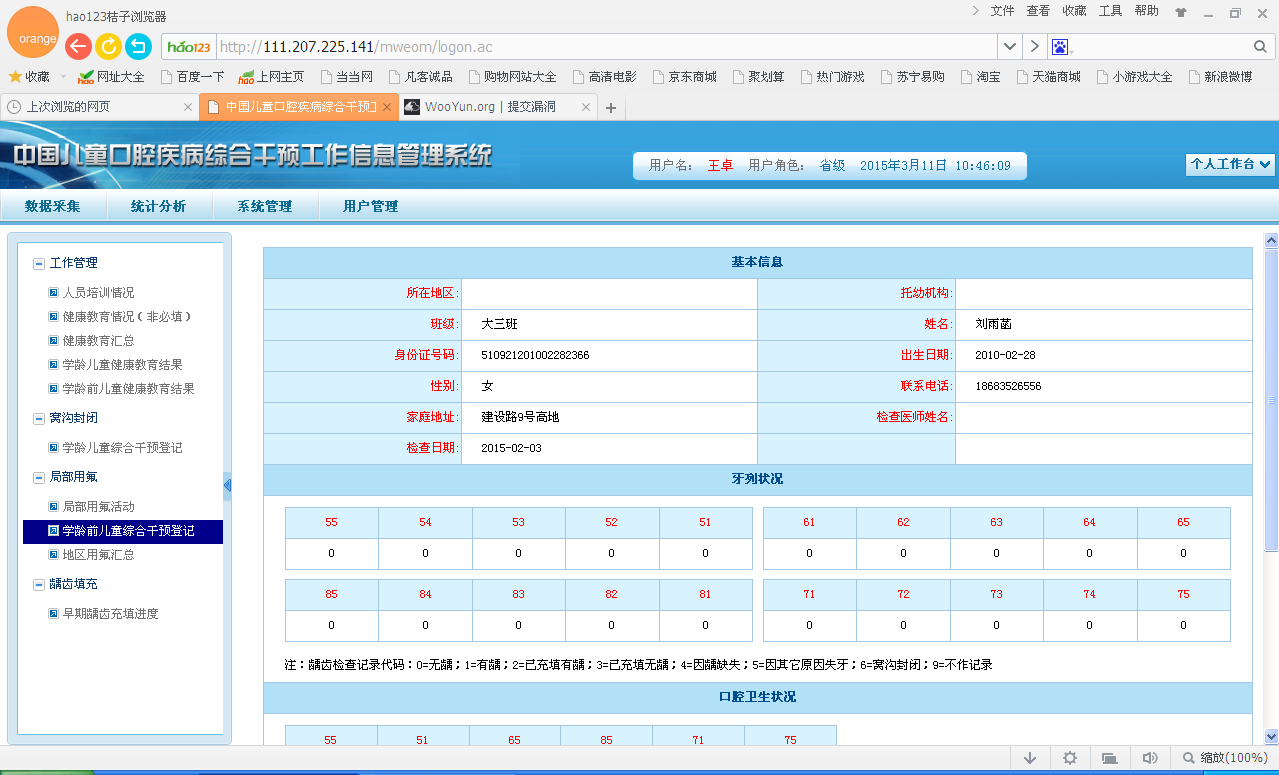 hao123桔子浏览器
文件 查看 收藏 工具 帮助
orange
hao123 http://111.207.225.141/mweom/logon.ac
收藏 网址大全 百度一下 上网主页 当当网 凡客诚品 购物网站大全 高清电影 京东商城 聚划算 热门游戏 苏宁易购 淘宝 天猫商城 小游戏大全 新浪微博
上次浏览的网页 中国儿童口腔疾病综合干预工 WooYun.org | 提交漏洞
中国儿童口腔疾病综合干预工作信息管理系统
用户名: 王卓 用户角色: 省级 2015年3月11日 10:46:09
个人工作台
数据采集 统计分析 系统管理 用户管理
工作管理
人员培训情况
健康教育情况(非必填)
健康教育汇总
学龄儿童健康教育结果
学龄前儿童健康教育结果
窝沟封闭
学龄儿童综合干预登记
局部用氟
局部用氟活动
学龄前儿童综合干预登记
地区用氟汇总
龋齿填充
早期龋齿充填进度
基本信息
所在地区: 托幼机构:
班级: 大三班 姓名: 刘雨菡
身份证号码: 510921201002282366 出生日期: 2010-02-28
性别: 女 联系电话: 18683526556
家庭地址: 建设路9号高地 检查医师姓名:
检查日期: 2015-02-03
牙列状况
55 54 53 52 51 61 62 63 64 65
0 0 0 0 0 0 0 0 0 0
85 84 83 82 81 71 72 73 74 75
0 0 0 0 0 0 0 0 0 0
注：龋齿检查记录代码：0=无龋；1=有龋；2=已充填有龋；3=已充填无龋；4=因龋缺失；5=因其它原因失牙；6=窝沟封闭；9=不作记录
口腔卫生状况
55 51 65 85 71 75
缩放(100%)